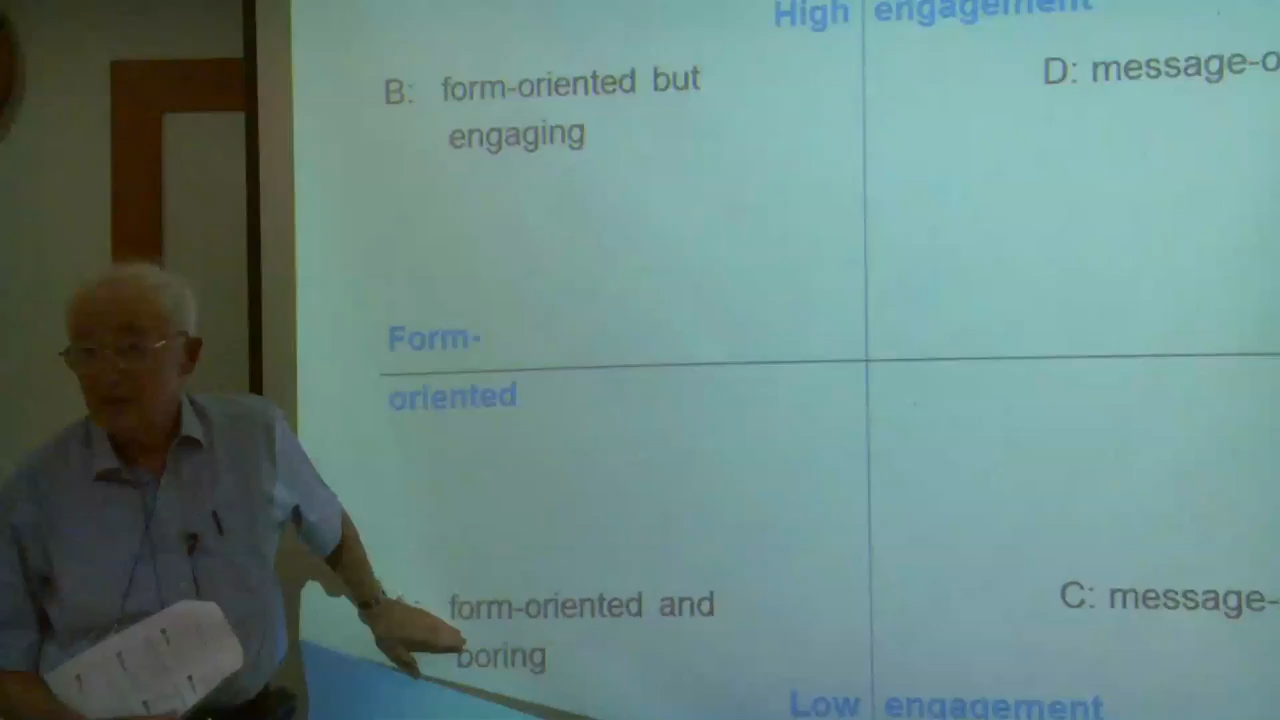 High engagement
B: form-oriented but
engaging
D: message-o
Form-
oriented
form-oriented and
boring
C: message-
Low engagement